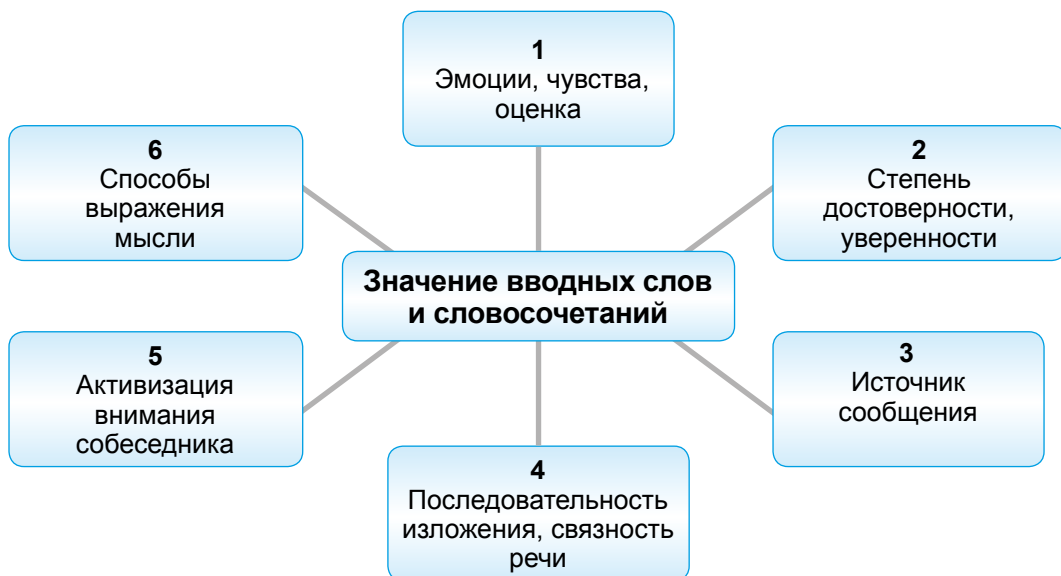 1
Эмоции, чувства,
оценка
6
Способы
выражения
мысли
2
Степень
достоверности,
уверенности
Значение вводных слов
и словосочетаний
5
Активизация
внимания
собеседника
3
Источник
сообщения
4
Последовательность
изложения, связность
речи